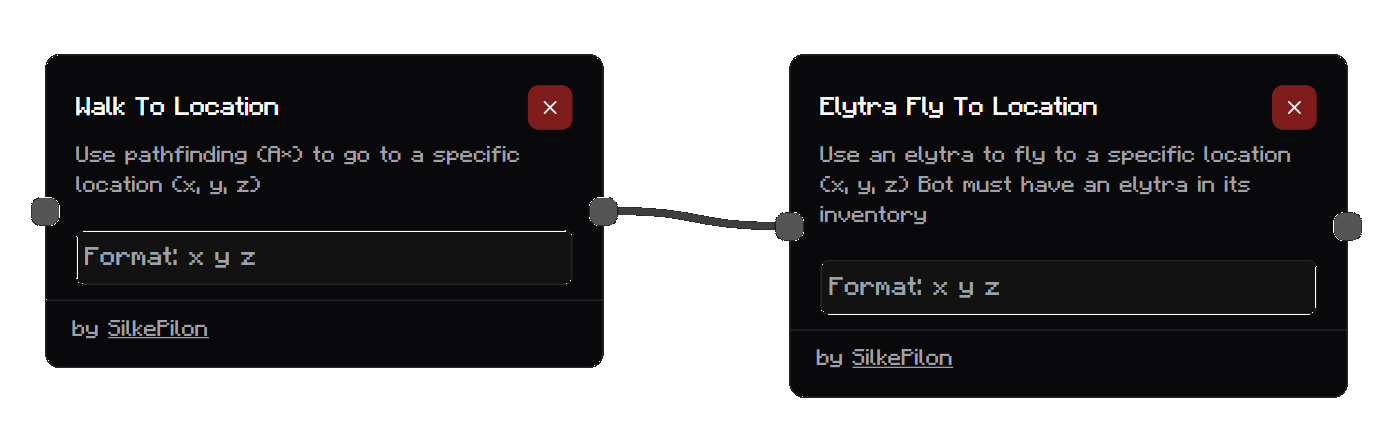 Walk To Location
Use pathfinding (A*) to go to a specific
location (x, y, z)
Format: x y z
by SilkePilon
Elytra Fly To Location
Use an elytra to fly to a specific location
(x, y, z) Bot must have an elytra in its
inventory
Format: x y z
by SilkePilon